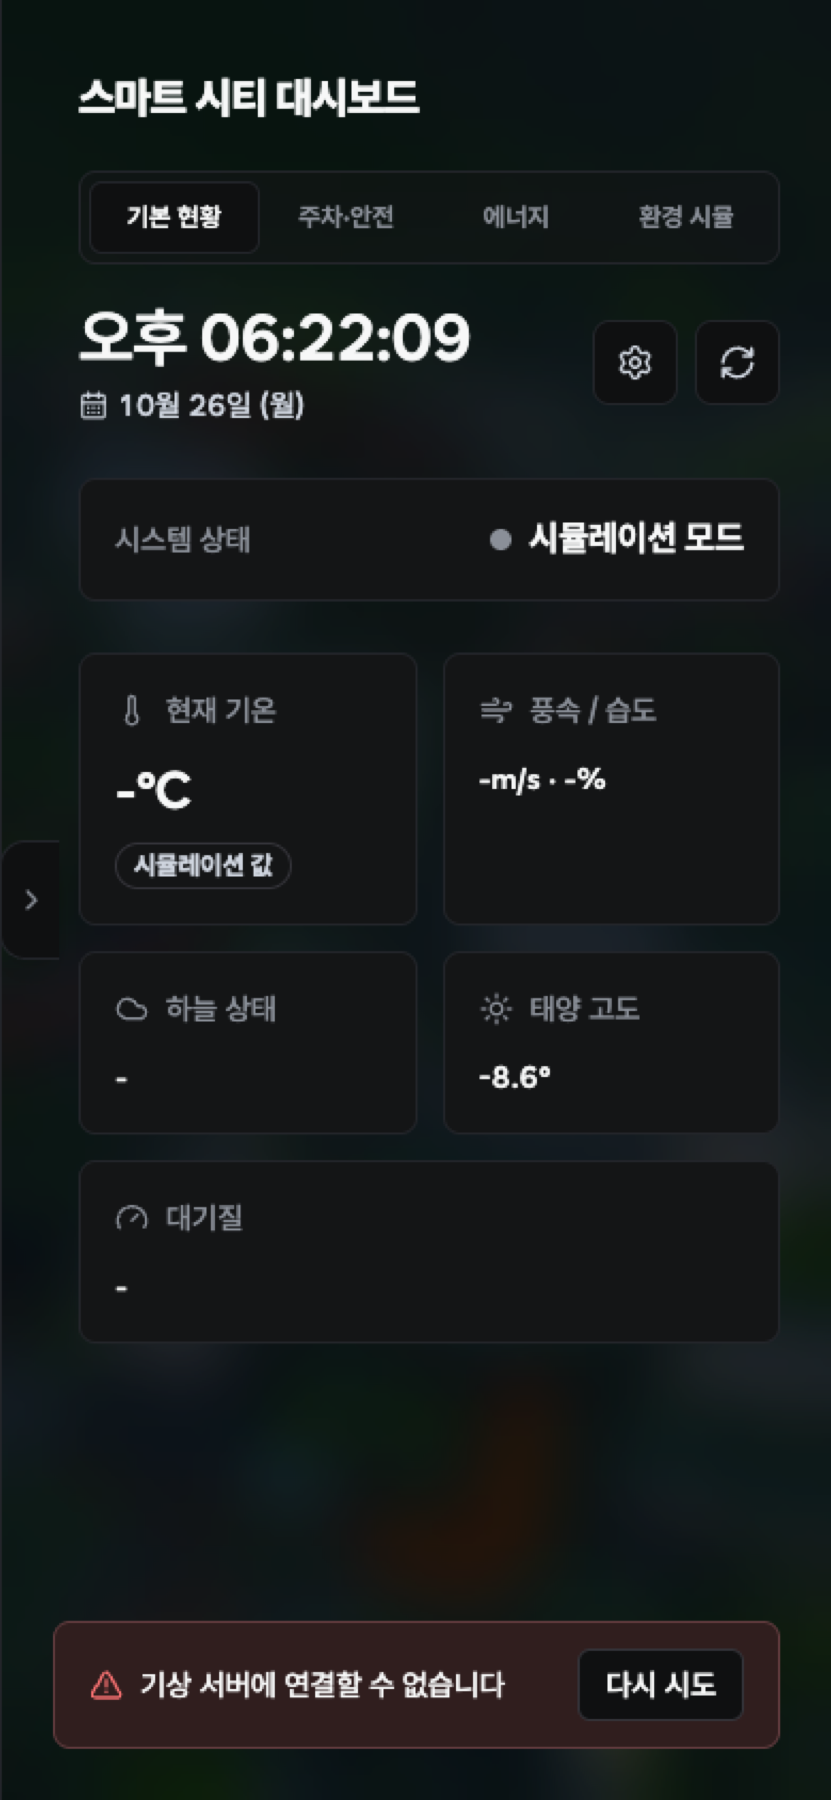 스마트 시티 대시보드
기본 현황 주차·안전 에너지 환경 시뮬
오후 06:22:09
10월 26일 (월)
시스템 상태 시뮬레이션 모드
현재 기온
-°C
시뮬레이션 값
풍속 / 습도
-m/s · -%
하늘 상태
-
태양 고도
-8.6°
대기질
-
기상 서버에 연결할 수 없습니다 다시 시도